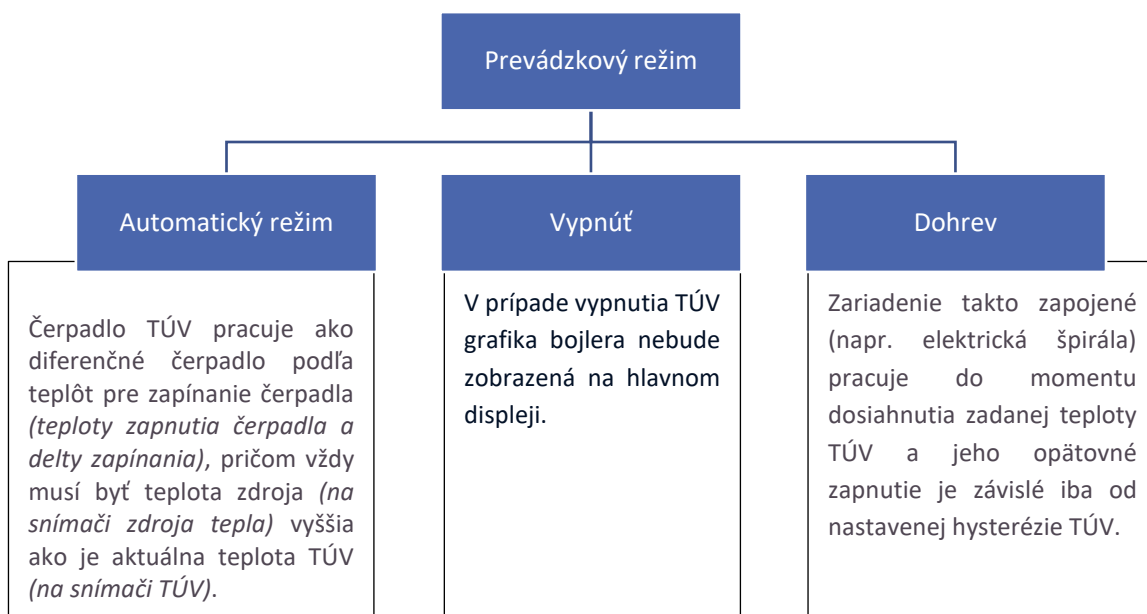 Prevádzkový režim
Automatický režim
Čerpadlo TÚV pracuje ako
diferenčné čerpadlo podľa
teplôt pre zapínanie čerpadla
(teploty zapnutia čerpadla a
delty zapínania), pričom vždy
musí byť teplota zdroja (na
snímači zdroja tepla) vyššia
ako je aktuálna teplota TÚV
(na snímači TÚV).
Vypnúť
V prípade vypnutia TÚV
grafika bojlera nebude
zobrazená na hlavnom
displeji.
Dohrev
Zariadenie takto zapojené
(napr. elektrická špirála)
pracuje do momentu
dosiahnutia zadanej teploty
TÚV a jeho opätovné
zapnutie je závislé iba od
nastavenej hysterézie TÚV.